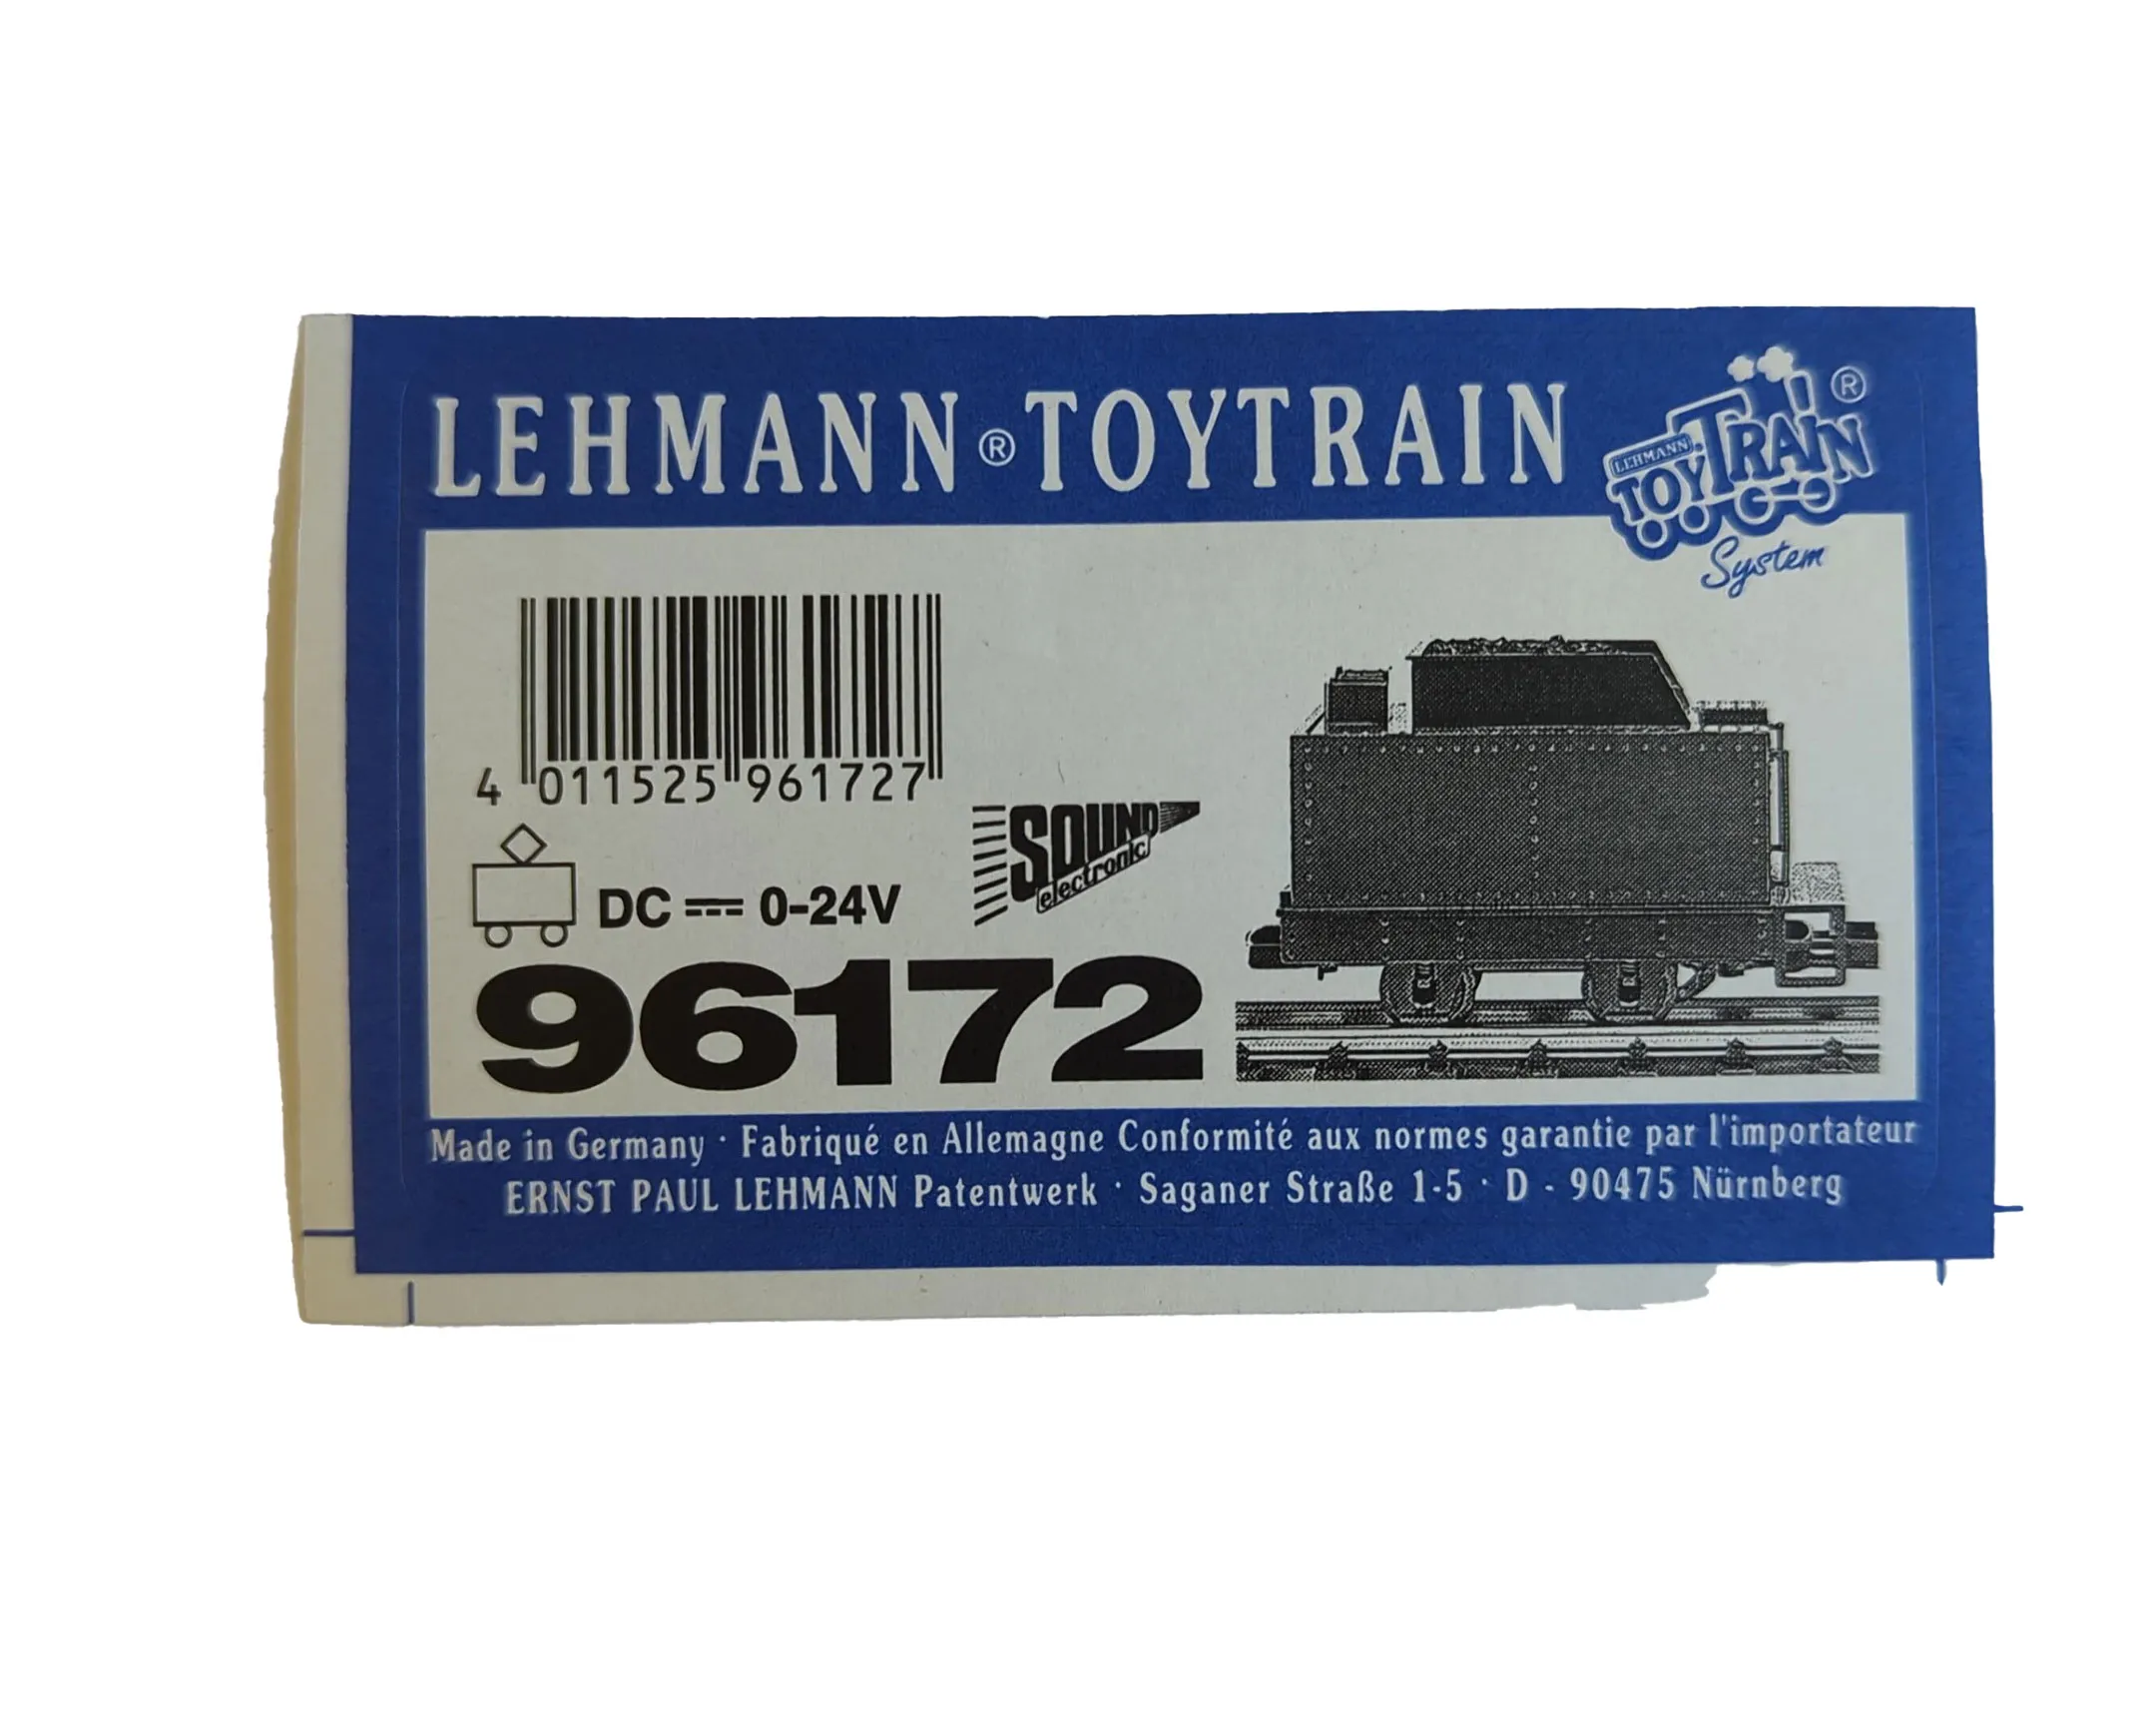 LEHMANN® TOYTRAIN
LEHMANN
TOYTRAIN®
System
4 011525 961727
SOUND
electronic
DC 0-24V
96172
Made in Germany · Fabriqué en Allemagne Conformité aux normes garantie par l'importateur
ERNST PAUL LEHMANN Patentwerk · Saganer Straße 1-5 · D - 90475 Nürnberg